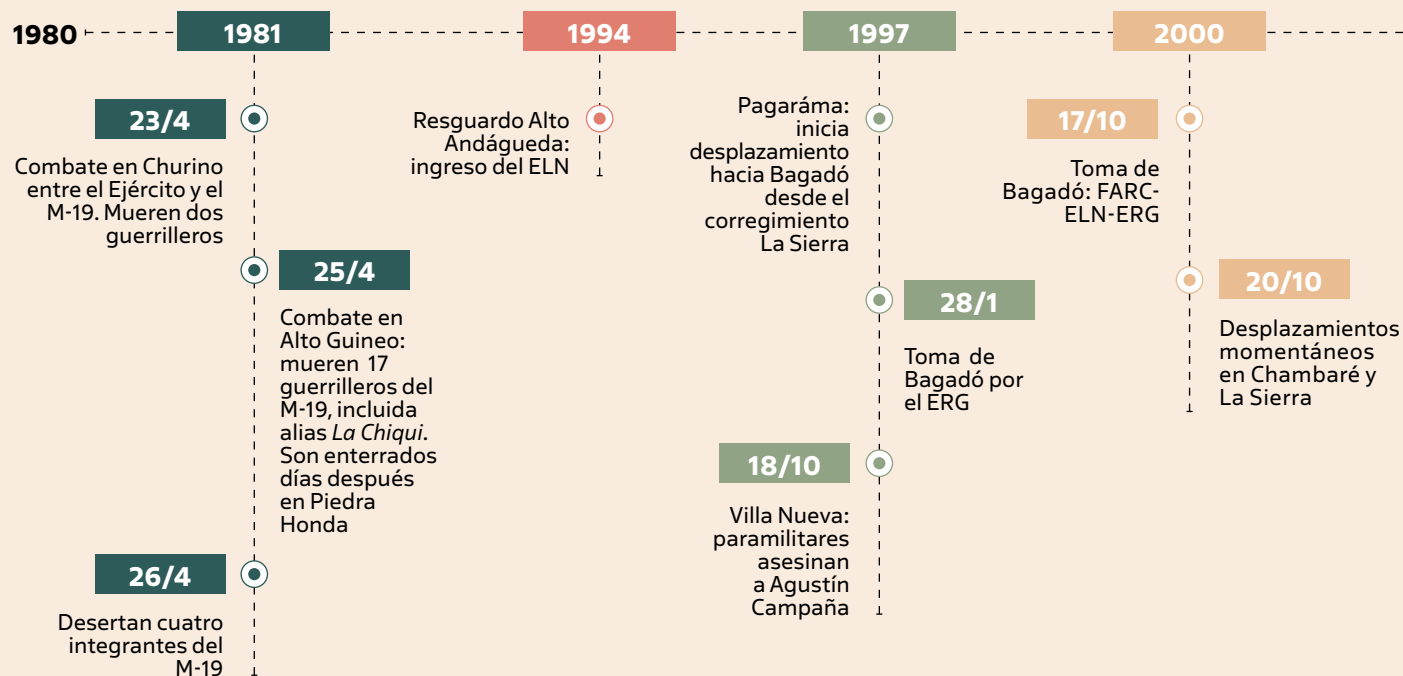 1980
1981
23/4
Combate en Churino
entre el Ejército y el
M-19. Mueren dos
guerrilleros
25/4
Combate en
Alto Guineo:
mueren 17
guerrilleros del
M-19, incluida
alias La Chiqui.
Son enterrados
días después
en Piedra
Honda
26/4
Desertan cuatro
integrantes del
M-19
1994
Resguardo Alto
Andágueda:
ingreso del ELN
1997
Pagaráma:
inicia
desplazamiento
hacia Bagadó
desde el
corregimiento
La Sierra
28/1
Toma de
Bagadó por
el ERG
18/10
Villa Nueva:
paramilitares
asesinan
a Agustín
Campaña
2000
17/10
Toma de
Bagadó: FARC-
ELN-ERG
20/10
Desplazamientos
momentáneos
en Chambaré y
La Sierra